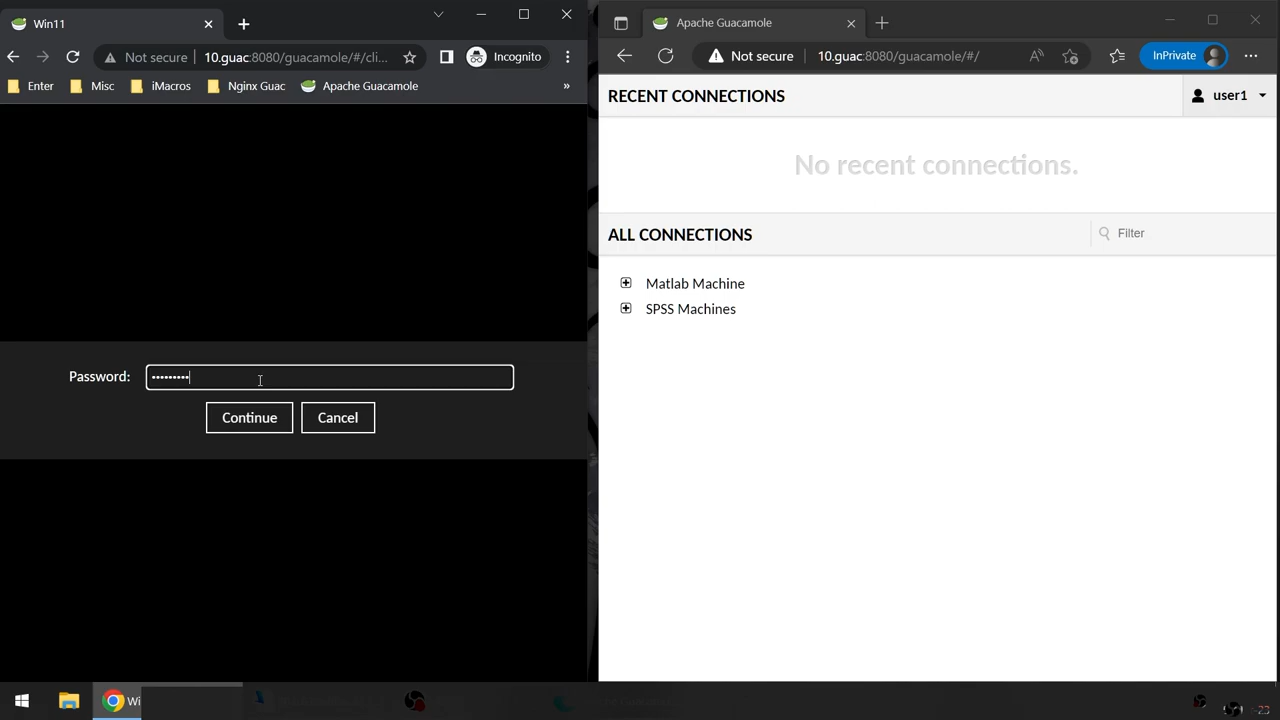 Win11
Not secure 10.guac:8080/guacamole/#/cli...
Incognito
Enter Misc iMacros Nginx Guac Apache Guacamole »
Password: •••••••••
Continue Cancel
Wi
Apache Guacamole
Not secure 10.guac:8080/guacamole/#/
InPrivate
RECENT CONNECTIONS
user1
No recent connections.
ALL CONNECTIONS
Filter
Matlab Machine
SPSS Machines